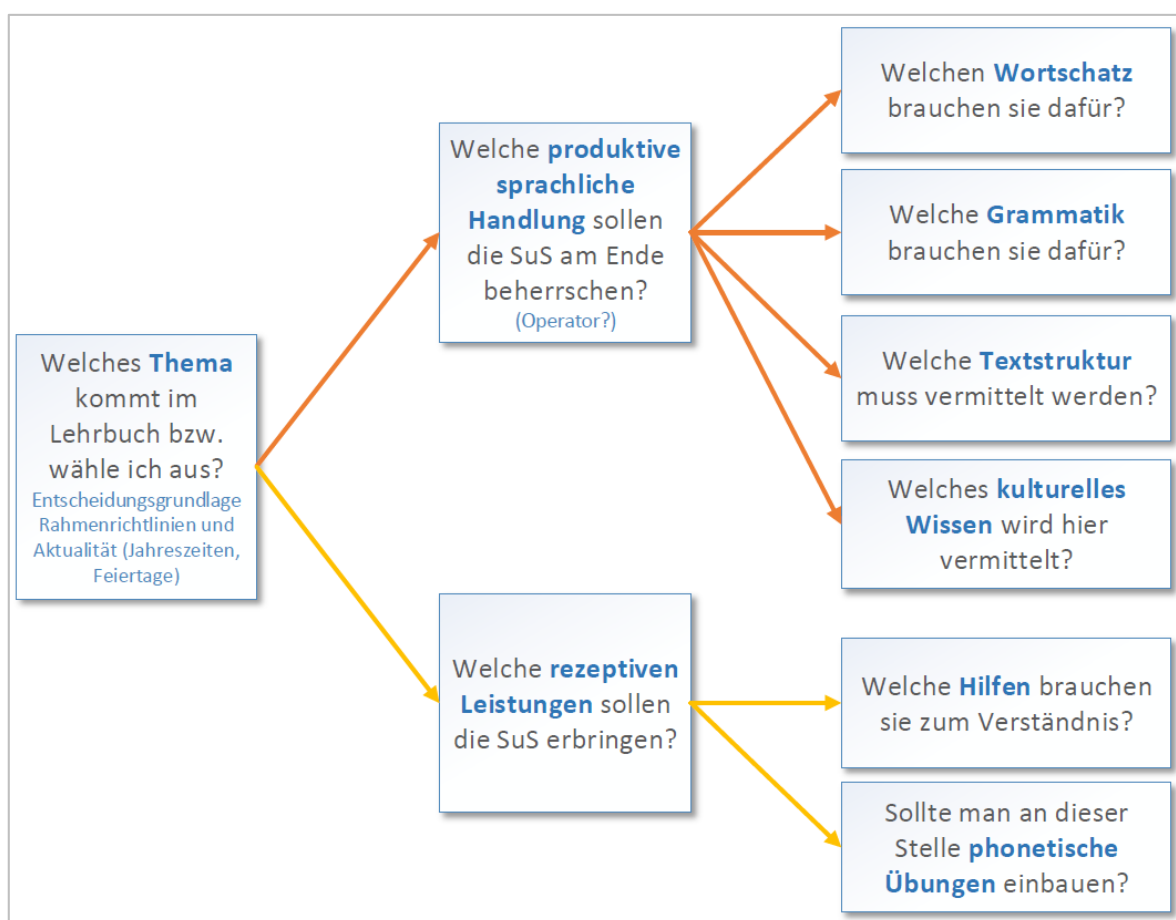 Welches Thema
kommt im
Lehrbuch bzw.
wähle ich aus?
Entscheidungsgrundlage
Rahmenrichtlinien und
Aktualität (Jahreszeiten,
Feiertage)
Welche produktive
sprachliche
Handlung sollen
die SuS am Ende
beherrschen?
(Operator?)
Welchen Wortschatz
brauchen sie dafür?
Welche Grammatik
brauchen sie dafür?
Welche Textstruktur
muss vermittelt werden?
Welches kulturelles
Wissen wird hier
vermittelt?
Welche rezeptiven
Leistungen sollen
die SuS erbringen?
Welche Hilfen brauchen
sie zum Verständnis?
Sollte man an dieser
Stelle phonetische
Übungen einbauen?